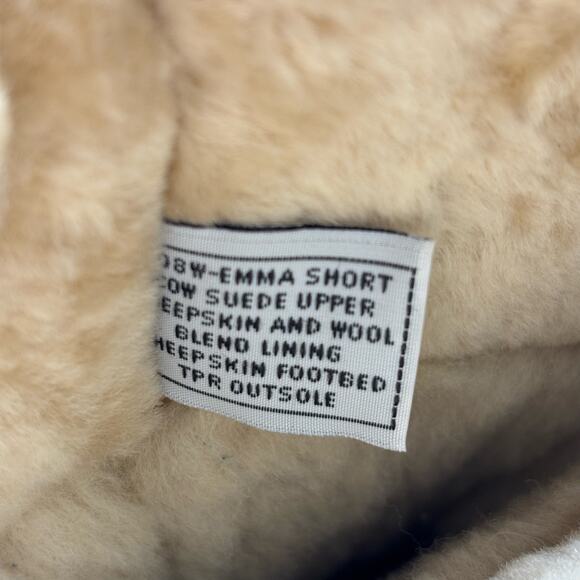 08W-EMMA SHORT
COW SUEDE UPPER
EEPSKIN AND WOOL
BLEND LINING
HEEPSKIN FOOTBED
TPR OUTSOLE